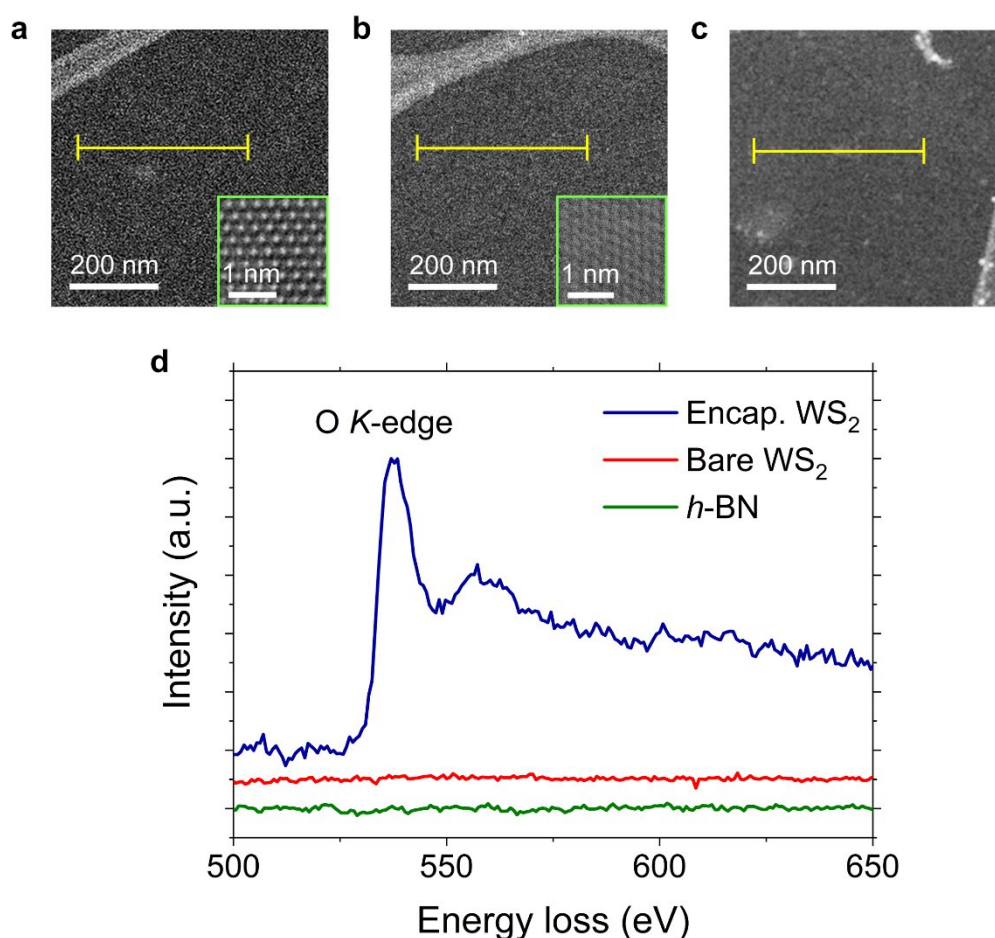 a
b
c
200 nm
1 nm
200 nm
1 nm
200 nm
d
O K-edge
Encap. WS₂
Bare WS₂
h-BN
Intensity (a.u.)
500
550
600
650
Energy loss (eV)